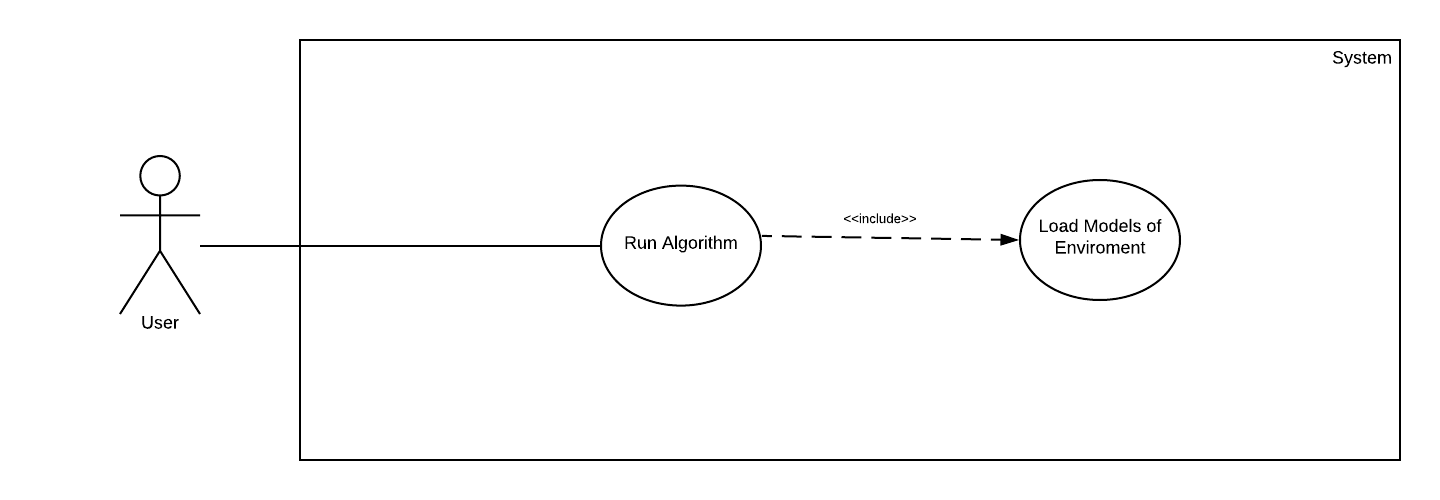 System
<<include>>
Run Algorithm
Load Models of
Enviroment
User